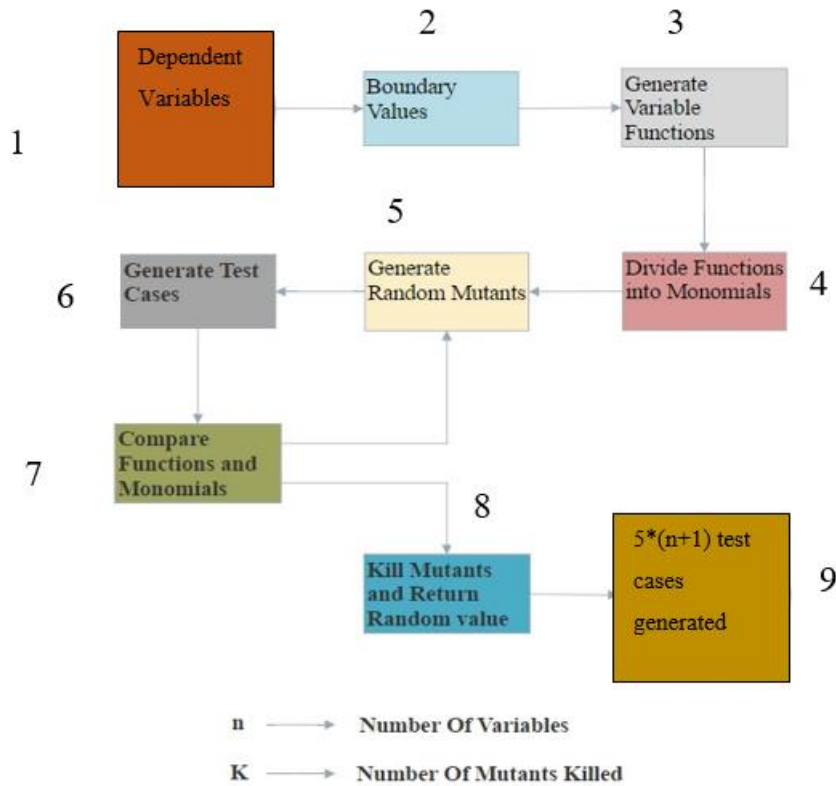 2
3
Dependent
Variables
Boundary
Values
Generate
Variable
Functions
1
5
Generate Test
Cases
Generate
Random Mutants
Divide Functions
into Monomials
4
6
Compare
Functions and
Monomials
7
8
Kill Mutants
and Return
Random value
5*(n+1) test
cases
generated
9
n Number Of Variables
K Number Of Mutants Killed